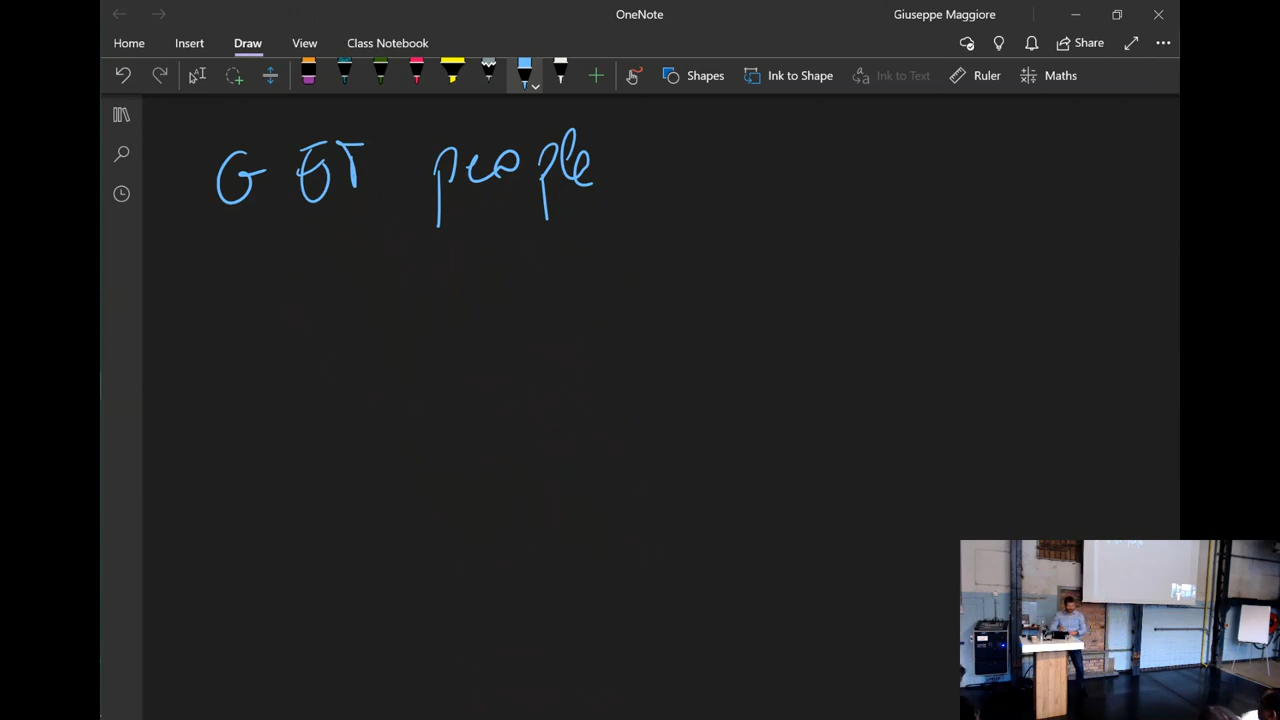 OneNote
Giuseppe Maggiore
Home Insert Draw View Class Notebook
Share
Shapes Ink to Shape Ink to Text Ruler Maths
GET people